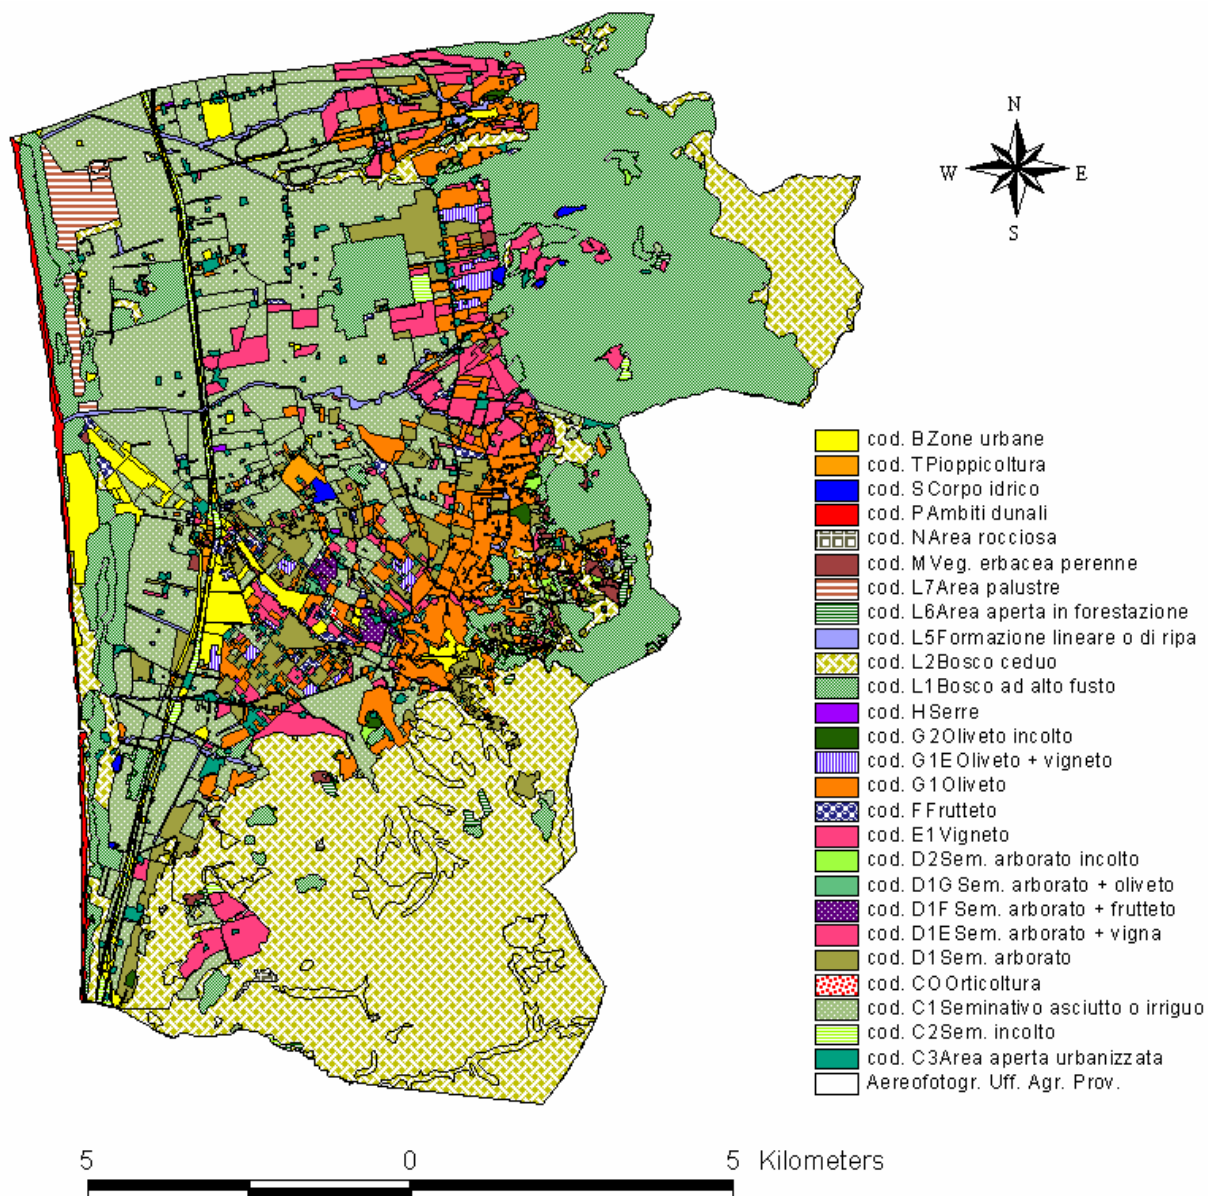 N
W E
S
cod. B Zone urbane
cod. T Pioppicoltura
cod. S Corpo idrico
cod. P Ambiti dunali
cod. N Area rocciosa
cod. M Veg. erbacea perenne
cod. L7 Area palustre
cod. L6 Area aperta in forestazione
cod. L5 Formazione lineare o di ripa
cod. L2 Bosco ceduo
cod. L1 Bosco ad alto fusto
cod. H Serre
cod. G2 Oliveto incolto
cod. G1E Oliveto + vigneto
cod. G1 Oliveto
cod. F Frutteto
cod. E1 Vigneto
cod. D2 Sem. arborato incolto
cod. D1G Sem. arborato + oliveto
cod. D1F Sem. arborato + frutteto
cod. D1E Sem. arborato + vigna
cod. D1 Sem. arborato
cod. CO Orticoltura
cod. C1 Seminativo asciutto o irriguo
cod. C2 Sem. incolto
cod. C3 Area aperta urbanizzata
Aereofotogr. Uff. Agr. Prov.
5 0 5 Kilometers